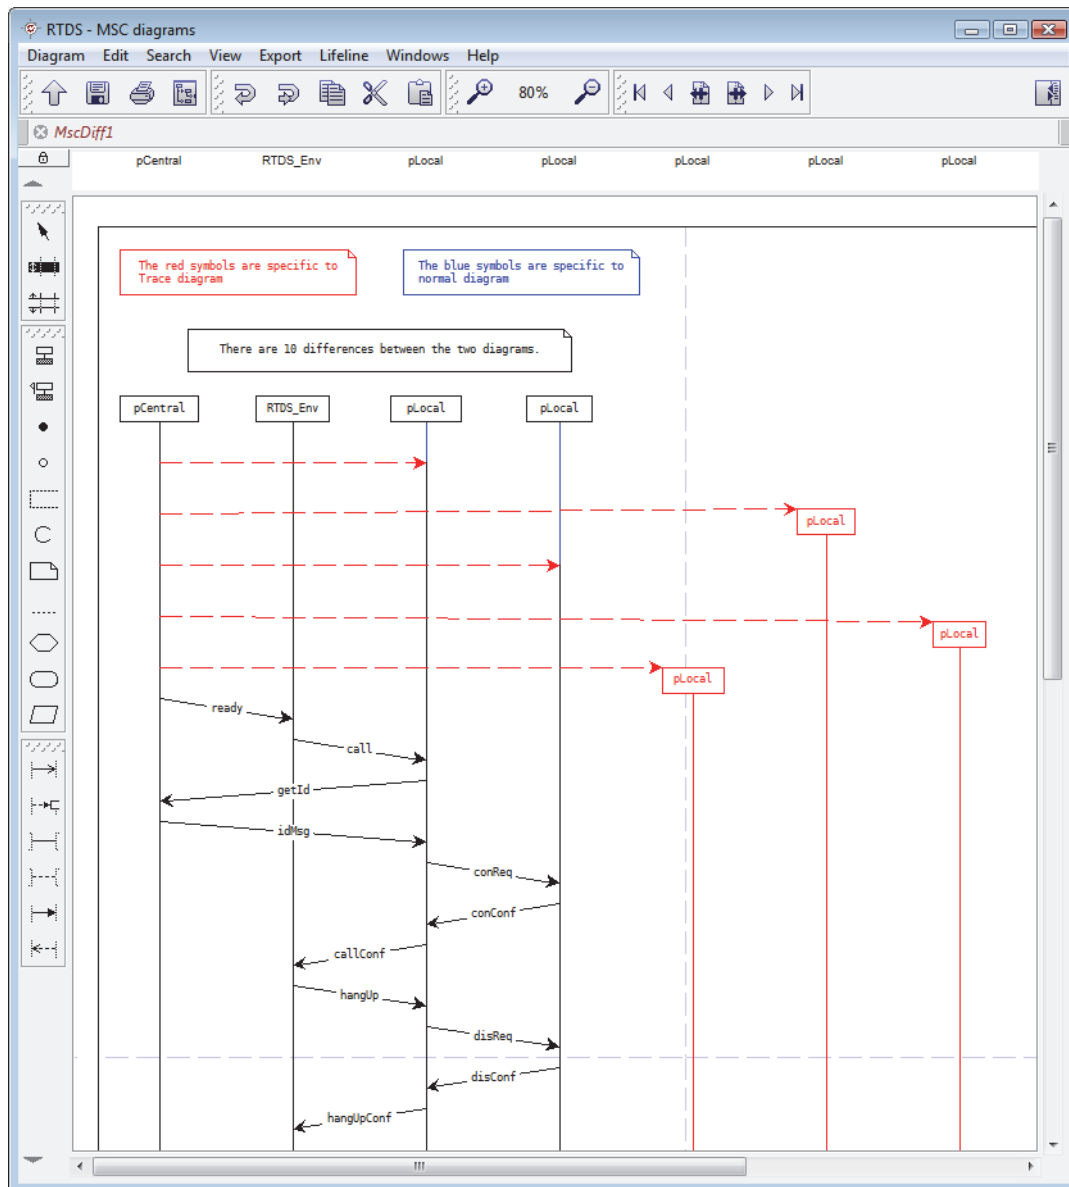 RTDS - MSC diagrams
Diagram Edit Search View Export Lifeline Windows Help
80%
MscDiff1
pCentral RTDS_Env pLocal pLocal pLocal pLocal pLocal
The red symbols are specific to
Trace diagram
The blue symbols are specific to
normal diagram
There are 10 differences between the two diagrams.
pCentral RTDS_Env pLocal pLocal
pLocal
pLocal
pLocal
ready
call
getId
idMsg
conReq
conConf
callConf
hangUp
disReq
disConf
hangUpConf